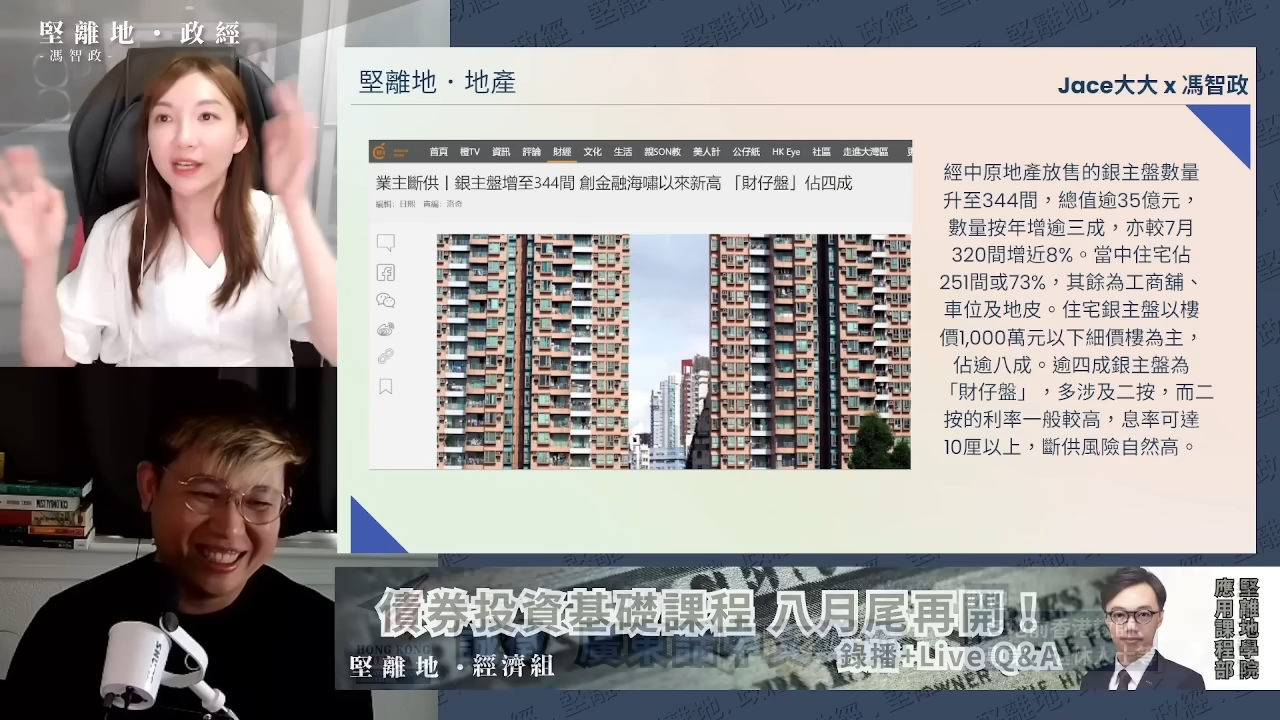 堅離地・政經
-馮智政-
堅離地・地產
Jace大大 x 馮智政
首頁 橙TV 資訊 評論 財經 文化 生活 親SON教 美人計 公仔紙 HK Eye 社區 走進大灣區
業主斷供｜銀主盤增至344間 創金融海嘯以來新高 「財仔盤」佔四成
經中原地產放售的銀主盤數量
升至344間，總值逾35億元，
數量按年增逾三成，亦較7月
320間增近8%。當中住宅佔
251間或73%，其餘為工商舖、
車位及地皮。住宅銀主盤以樓
價1,000萬元以下細價樓為主，
佔逾八成。逾四成銀主盤為
「財仔盤」，多涉及二按，而二
按的利率一般較高，息率可達
10厘以上，斷供風險自然高。
債券投資基礎課程 八月尾再開！
錄播+Live Q&A
堅離地・經濟組
堅離地學院
應用課程部